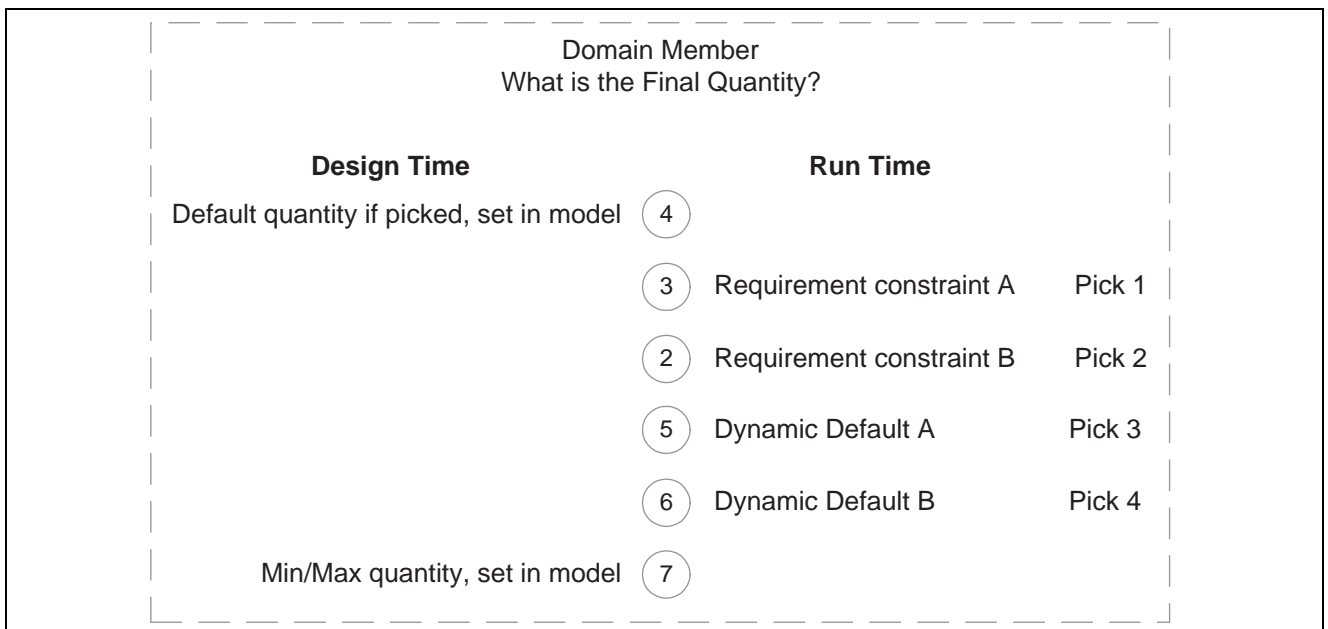 Domain Member
What is the Final Quantity?
Design Time Run Time
Default quantity if picked, set in model 4
3 Requirement constraint A Pick 1
2 Requirement constraint B Pick 2
5 Dynamic Default A Pick 3
6 Dynamic Default B Pick 4
Min/Max quantity, set in model 7